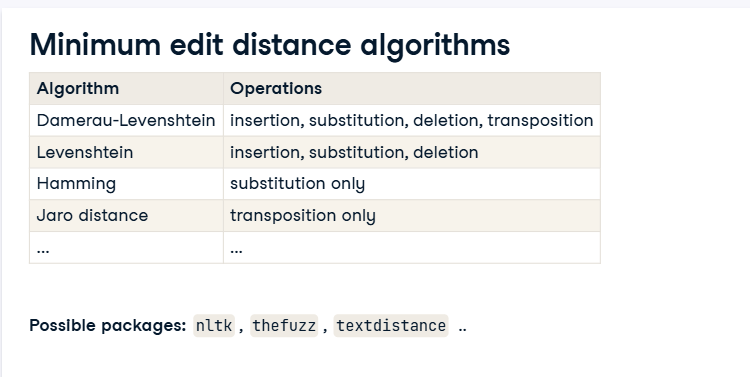 Minimum edit distance algorithms
Algorithm Operations
Damerau-Levenshtein insertion, substitution, deletion, transposition
Levenshtein insertion, substitution, deletion
Hamming substitution only
Jaro distance transposition only
... ...
Possible packages: nltk , thefuzz , textdistance ..